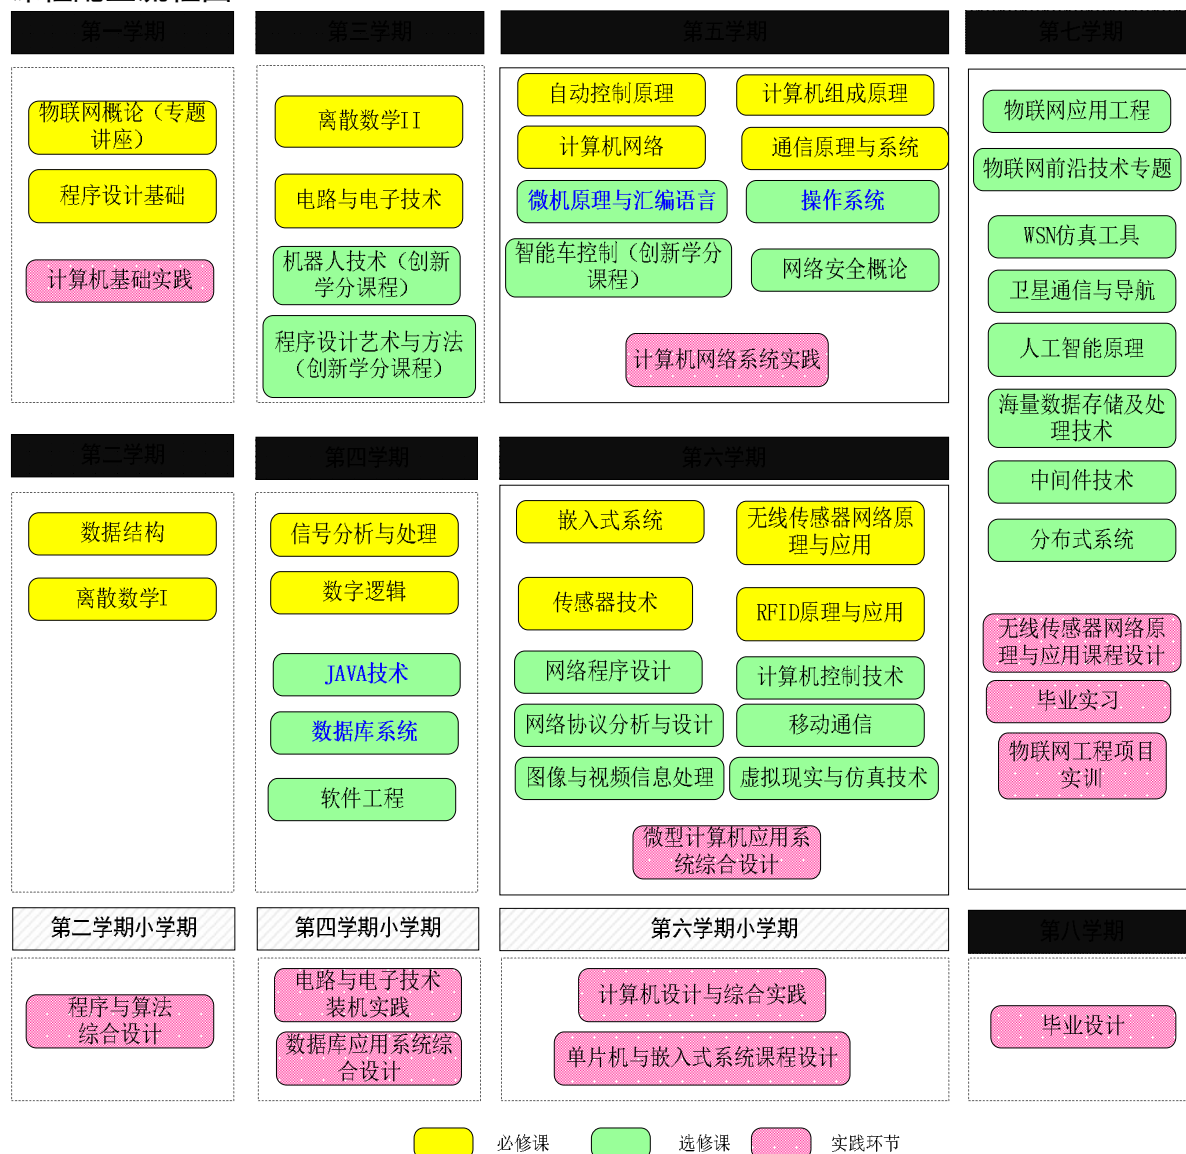 第一学期
物联网概论（专题
讲座）
程序设计基础
计算机基础实践
第三学期
离散数学II
电路与电子技术
机器人技术（创新
学分课程）
程序设计艺术与方法
（创新学分课程）
第五学期
自动控制原理
计算机组成原理
计算机网络
通信原理与系统
微机原理与汇编语言
操作系统
智能车控制（创新学分
课程）
网络安全概论
计算机网络系统实践
第七学期
物联网应用工程
物联网前沿技术专题
WSN仿真工具
卫星通信与导航
人工智能原理
海量数据存储及处
理技术
中间件技术
分布式系统
无线传感器网络原
理与应用课程设计
毕业实习
物联网工程项目
实训
第二学期
数据结构
离散数学I
第四学期
信号分析与处理
数字逻辑
JAVA技术
数据库系统
软件工程
第六学期
嵌入式系统
无线传感器网络原
理与应用
传感器技术
RFID原理与应用
网络程序设计
计算机控制技术
网络协议分析与设计
移动通信
图像与视频信息处理
虚拟现实与仿真技术
微型计算机应用系
统综合设计
第二学期小学期
程序与算法
综合设计
第四学期小学期
电路与电子技术
装机实践
数据库应用系统综
合设计
第六学期小学期
计算机设计与综合实践
单片机与嵌入式系统课程设计
第八学期
毕业设计
必修课
选修课
实践环节